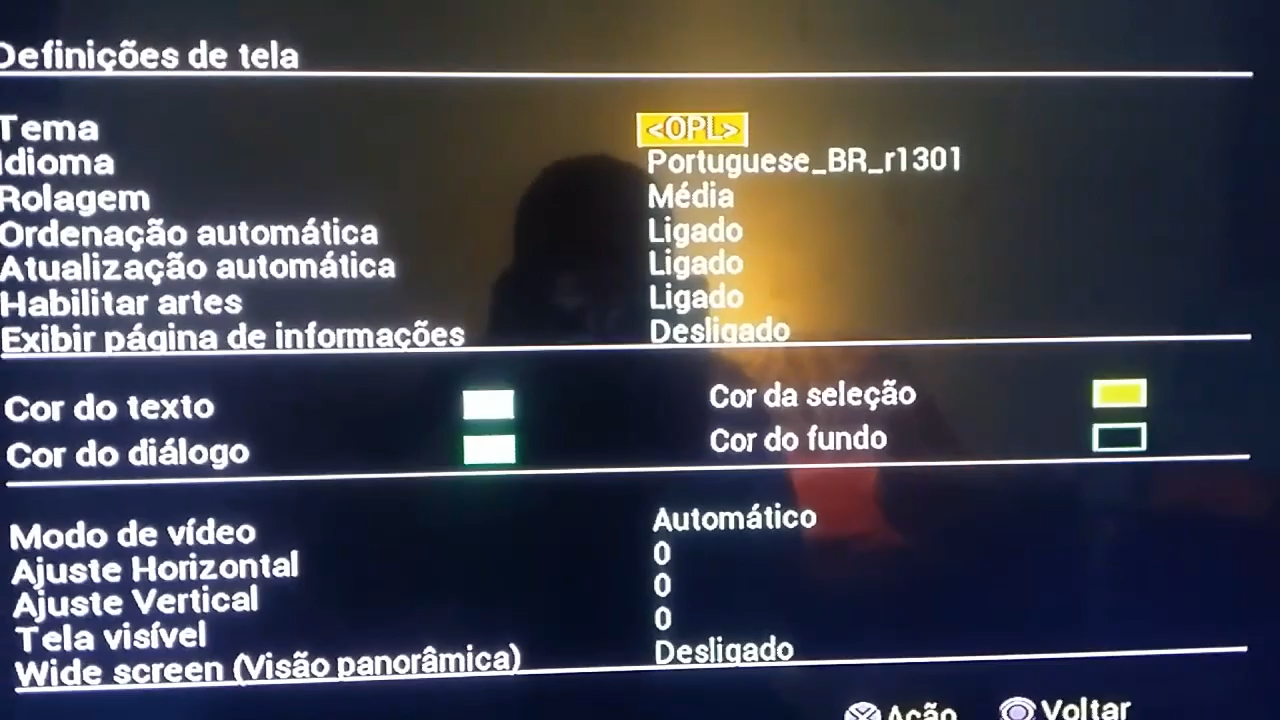 Definições de tela
Tema <OPL>
Idioma Portuguese_BR_r1301
Rolagem Média
Ordenação automática Ligado
Atualização automática Ligado
Habilitar artes Ligado
Exibir página de informações Desligado
Cor do texto Cor da seleção
Cor do diálogo Cor do fundo
Modo de vídeo Automático
Ajuste Horizontal 0
Ajuste Vertical 0
Tela visível 0
Wide screen (Visão panorâmica) Desligado
Ação Voltar